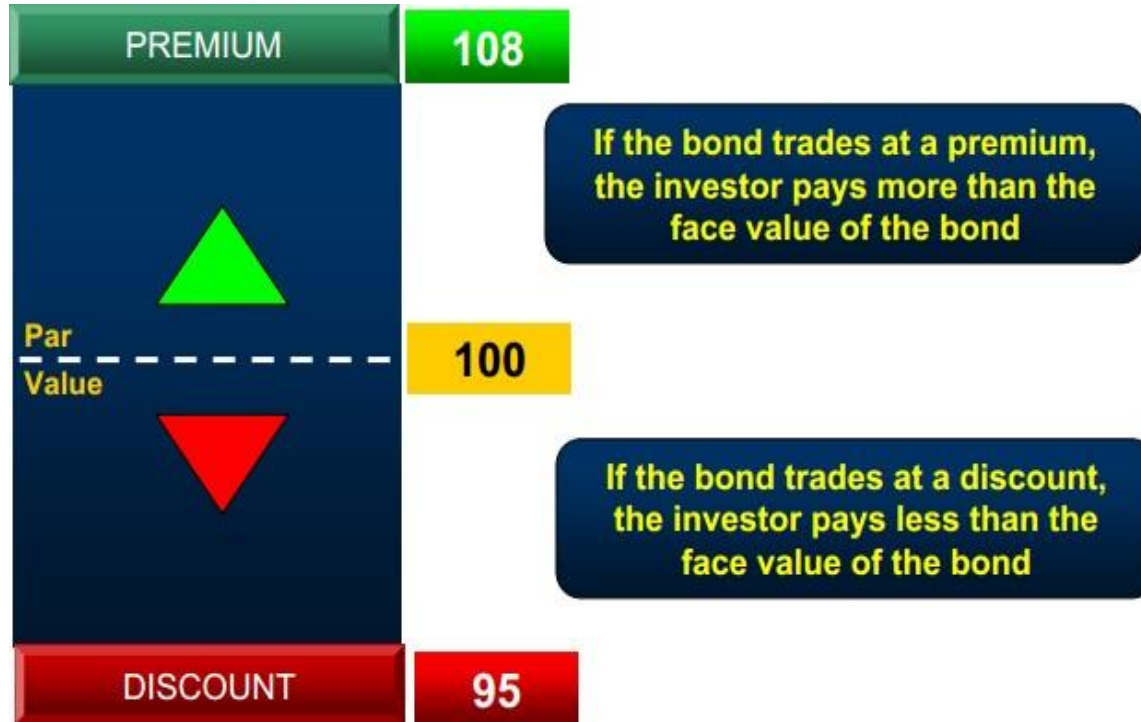 PREMIUM
108
If the bond trades at a premium,
the investor pays more than the
face value of the bond
Par
Value
100
If the bond trades at a discount,
the investor pays less than the
face value of the bond
DISCOUNT
95